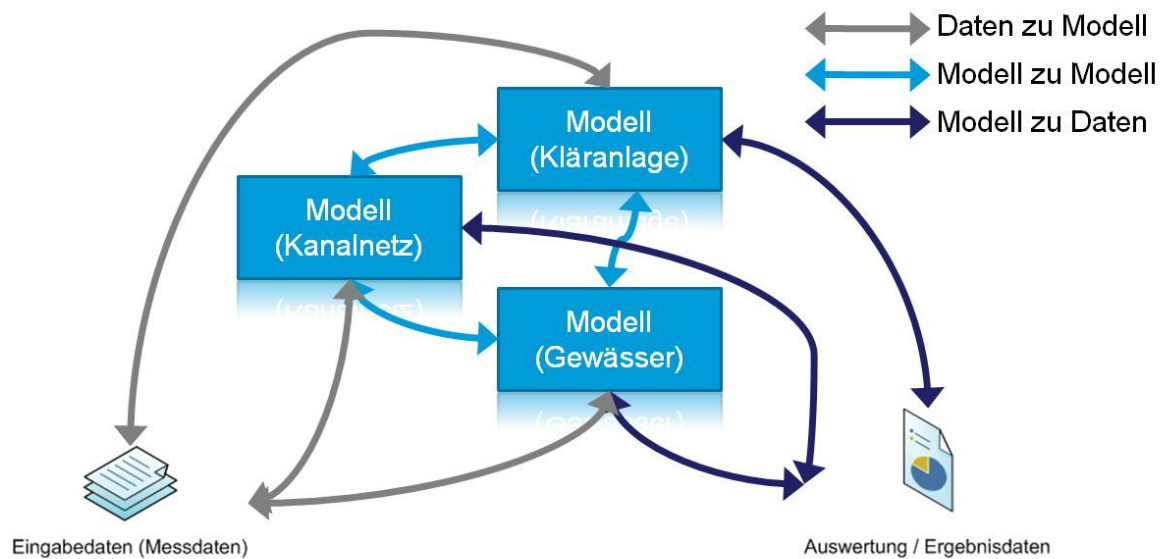 Daten zu Modell
Modell zu Modell
Modell zu Daten
Modell
(Kläranlage)
Modell
(Kanalnetz)
Modell
(Gewässer)
Eingabedaten (Messdaten)
Auswertung / Ergebnisdaten